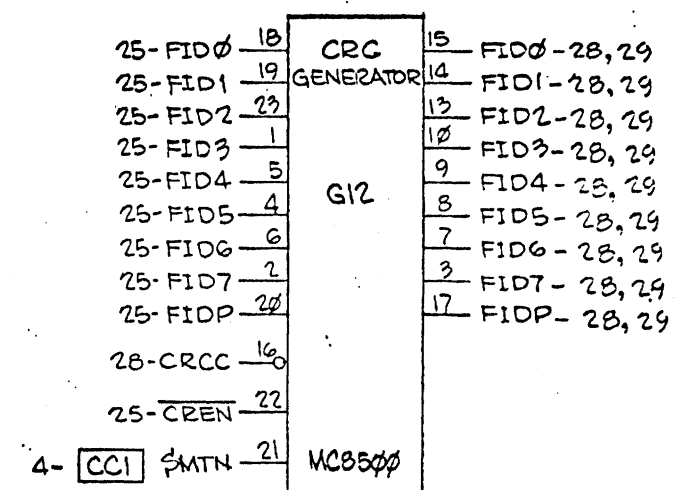 25-FIDØ 18 CRC 15 FIDØ-28,29
25-FID1 19 GENERATOR 14 FID1-28,29
25-FID2 23 13 FID2-28,29
25-FID3 1 1Ø FID3-28,29
25-FID4 5 G12 9 FID4-28,29
25-FID5 4 8 FID5-28,29
25-FID6 6 7 FID6-28,29
25-FID7 2 3 FID7-28,29
25-FIDP 2Ø 17 FIDP-28,29
28-CRCC 16
25-CREN 22
4- CC1 SMTN 21 MC85ØØ